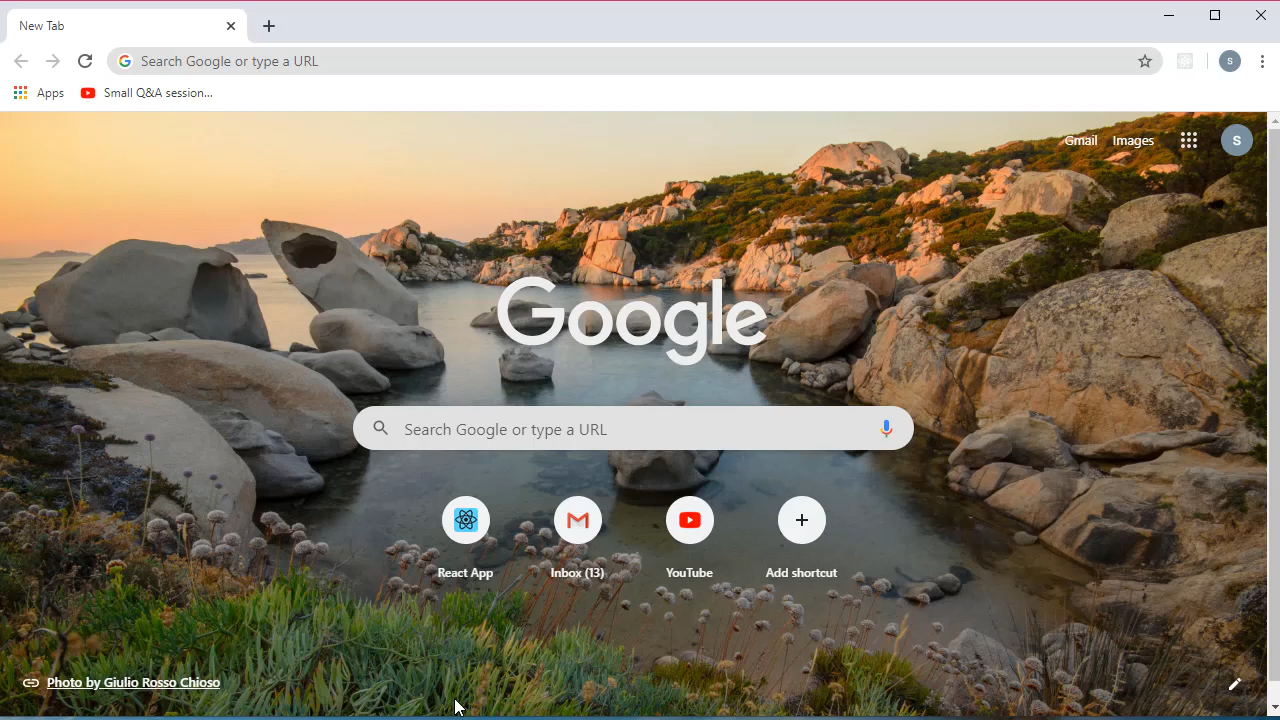 New Tab
Search Google or type a URL
S
Apps
Small Q&A session...
Gmail
Images
S
Google
Search Google or type a URL
React App
Inbox (13)
YouTube
Add shortcut
Photo by Giulio Rosso Chioso